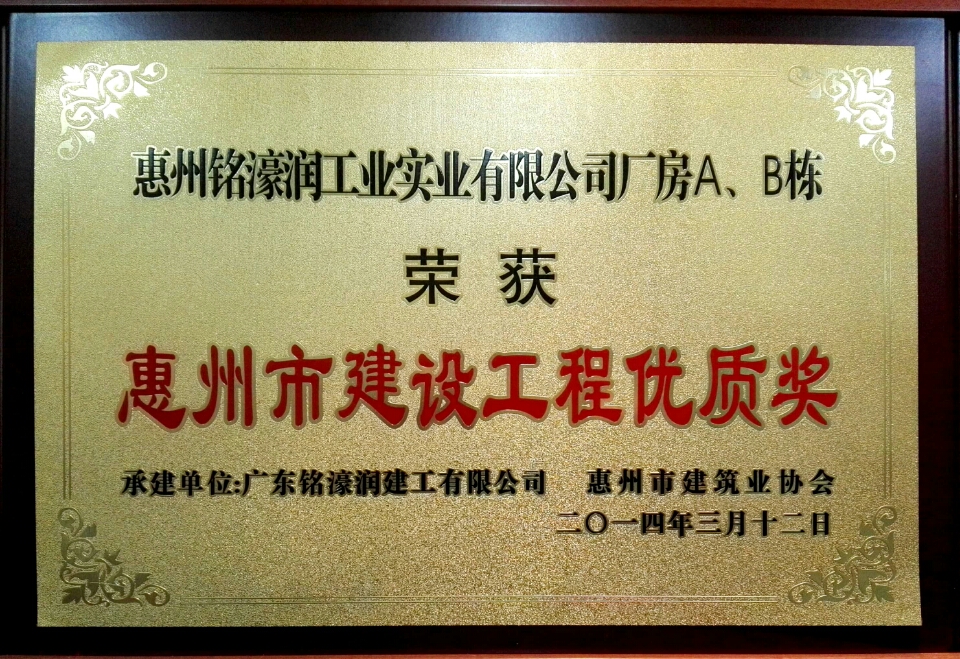 惠州铭濠润工业实业有限公司厂房A、B栋
荣获
惠州市建设工程优质奖
承建单位:广东铭濠润建工有限公司 惠州市建筑业协会
二〇一四年三月十二日